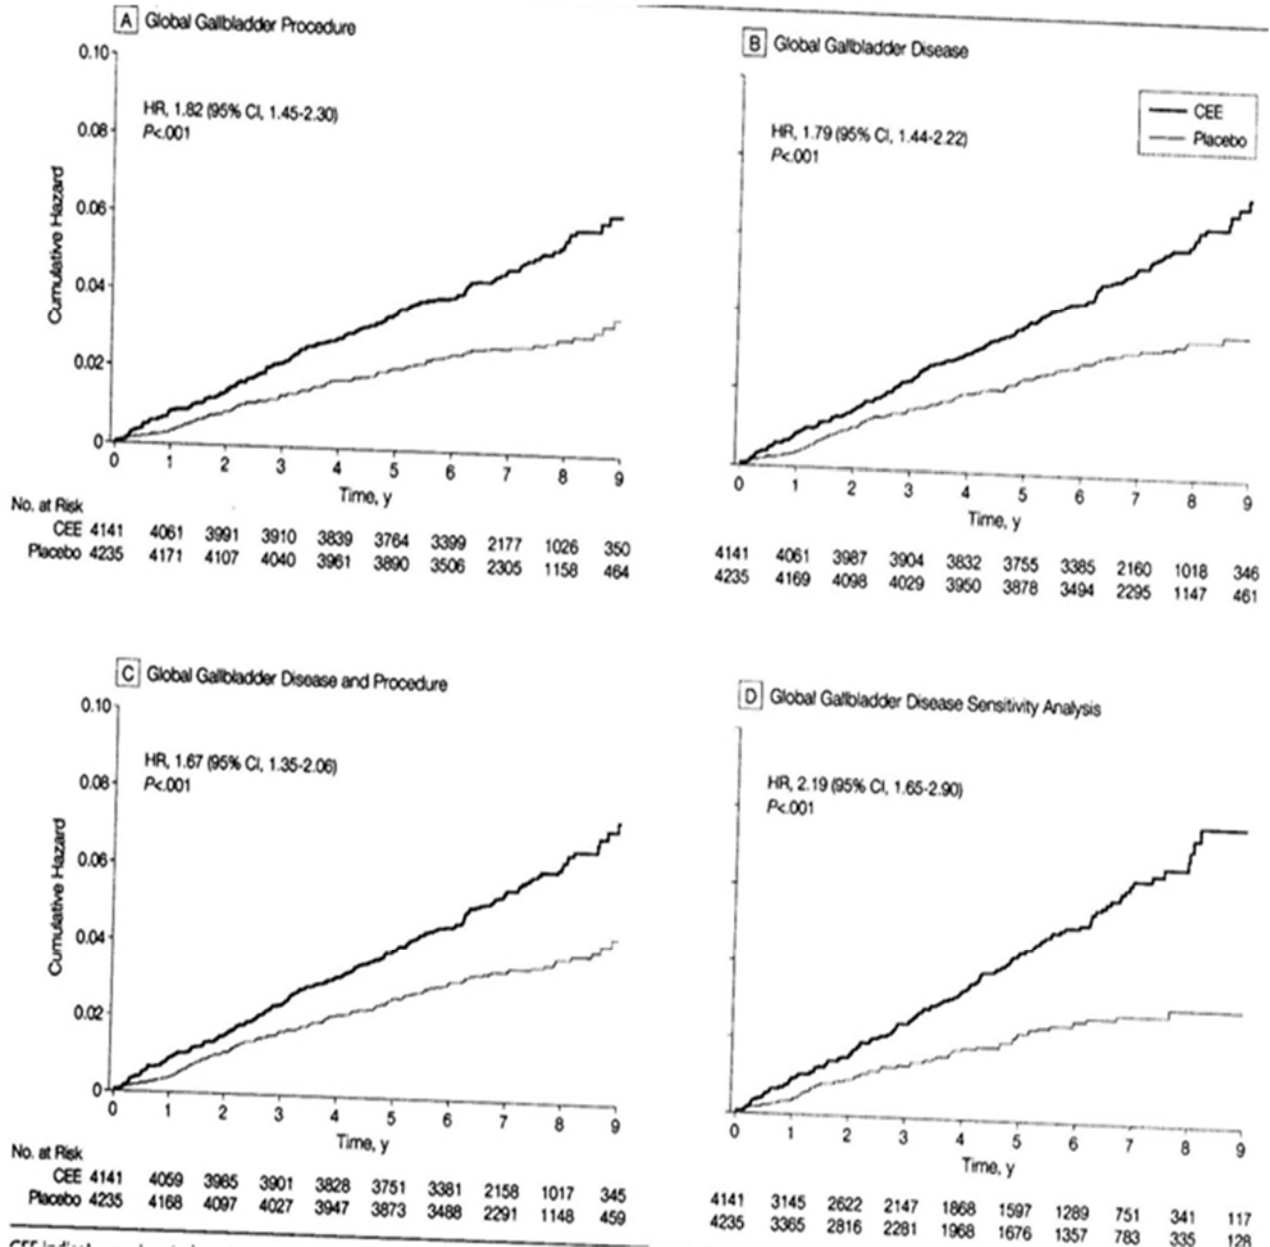 A Global Gallbladder Procedure
0.10
0.08
0.06
0.04
0.02
0
Cumulative Hazard
HR, 1.82 (95% CI, 1.45-2.30)
P<.001
0 1 2 3 4 5 6 7 8 9
Time, y
No. at Risk
CEE 4141 4061 3991 3910 3839 3764 3399 2177 1026 350
Placebo 4235 4171 4107 4040 3961 3890 3506 2305 1158 464
B Global Gallbladder Disease
CEE
Placebo
HR, 1.79 (95% CI, 1.44-2.22)
P<.001
0 1 2 3 4 5 6 7 8 9
Time, y
4141 4061 3987 3904 3832 3755 3385 2160 1018 346
4235 4169 4098 4029 3950 3878 3494 2295 1147 461
C Global Gallbladder Disease and Procedure
0.10
0.08
0.06
0.04
0.02
0
Cumulative Hazard
HR, 1.67 (95% CI, 1.35-2.06)
P<.001
0 1 2 3 4 5 6 7 8 9
Time, y
No. at Risk
CEE 4141 4059 3985 3901 3828 3751 3381 2158 1017 345
Placebo 4235 4168 4097 4027 3947 3873 3488 2291 1148 459
D Global Gallbladder Disease Sensitivity Analysis
HR, 2.19 (95% CI, 1.65-2.90)
P<.001
0 1 2 3 4 5 6 7 8 9
Time, y
4141 3145 2622 2147 1868 1597 1289 751 341 117
4235 3365 2816 2281 1968 1676 1357 783 335 128